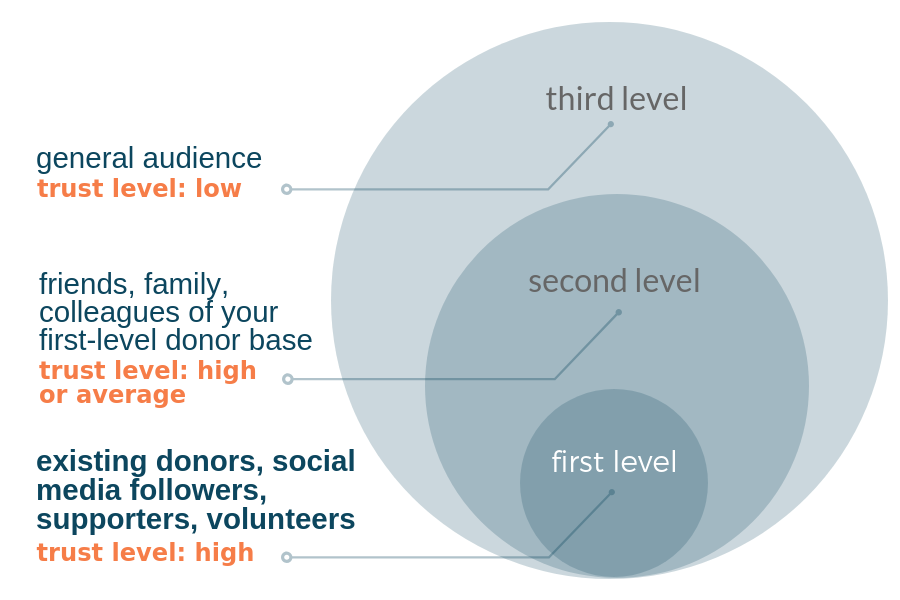 third level
general audience
trust level: low
second level
friends, family,
colleagues of your
first-level donor base
trust level: high
or average
first level
existing donors, social
media followers,
supporters, volunteers
trust level: high